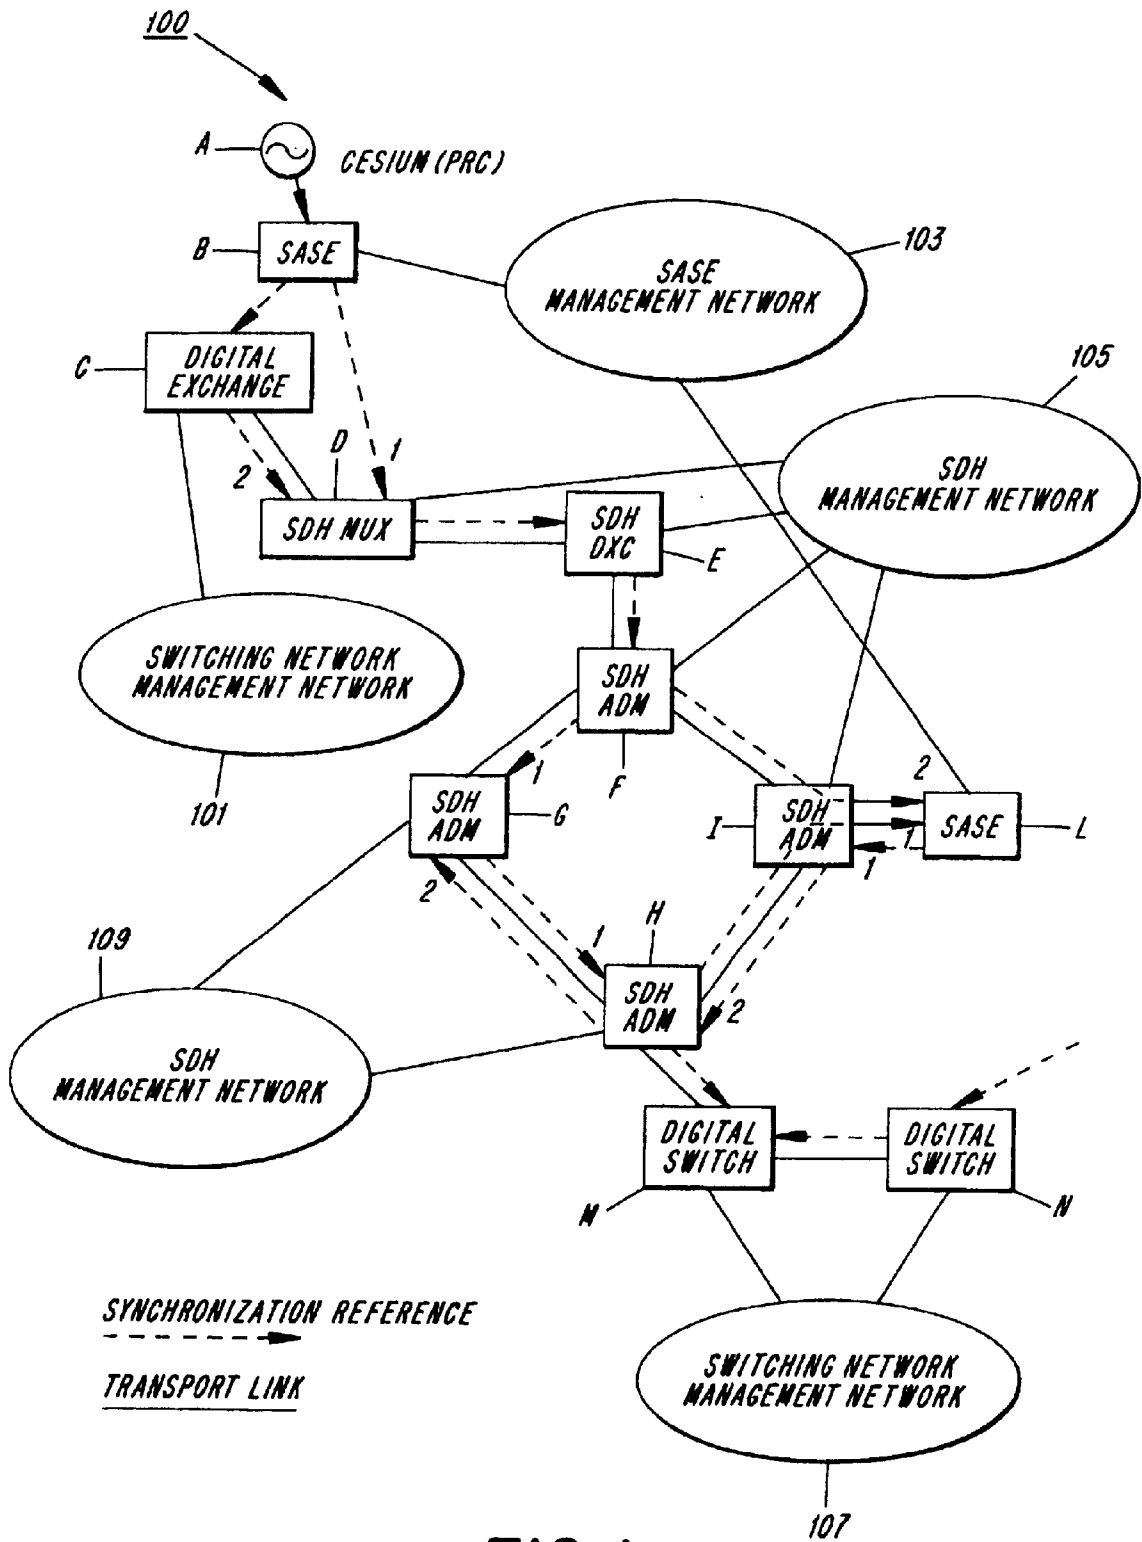 100
A
CESIUM (PRC)
B
SASE
103
SASE
MANAGEMENT NETWORK
C
DIGITAL
EXCHANGE
105
D
1
2
SDH
MANAGEMENT NETWORK
SDH MUX
SDH
DXC
E
SWITCHING NETWORK
MANAGEMENT NETWORK
SDH
ADM
101
1
F
2
SDH
ADM
G
I
SDH
ADM
1
SASE
L
1
2
H
109
1
SDH
ADM
2
SDH
MANAGEMENT NETWORK
DIGITAL
SWITCH
DIGITAL
SWITCH
M
N
SYNCHRONIZATION REFERENCE
TRANSPORT LINK
SWITCHING NETWORK
MANAGEMENT NETWORK
107